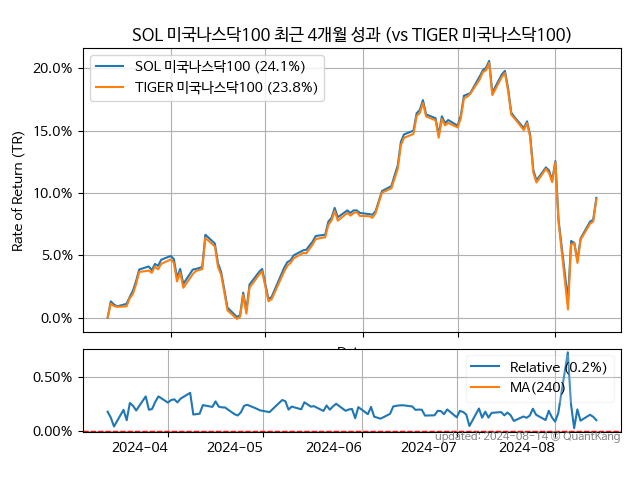 SOL 미국나스닥100 최근 4개월 성과 (vs TIGER 미국나스닥100)
SOL 미국나스닥100 (24.1%)
TIGER 미국나스닥100 (23.8%)
Rate of Return (TR)
20.0%
15.0%
10.0%
5.0%
0.0%
Relative (0.2%)
MA(240)
0.50%
0.00%
2024-04
2024-05
2024-06
2024-07
2024-08
updated: 2024-08-14 © QuantKang